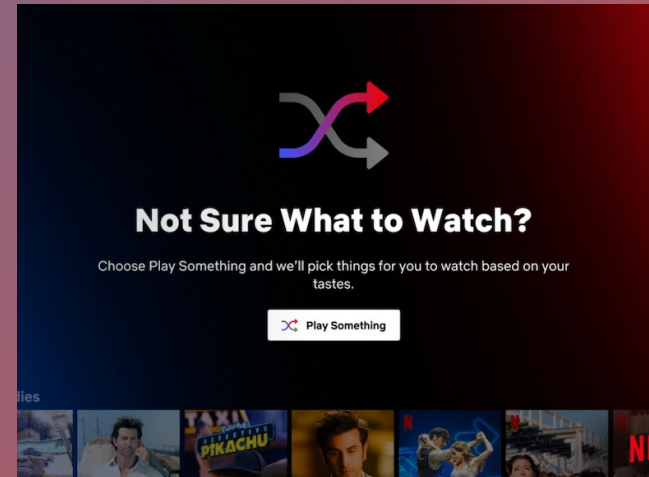 Not Sure What to Watch?
Choose Play Something and we'll pick things for you to watch based on your
tastes.
Play Something
dies
POKÉMON
DETECTIVE
PIKACHU
N
N
N